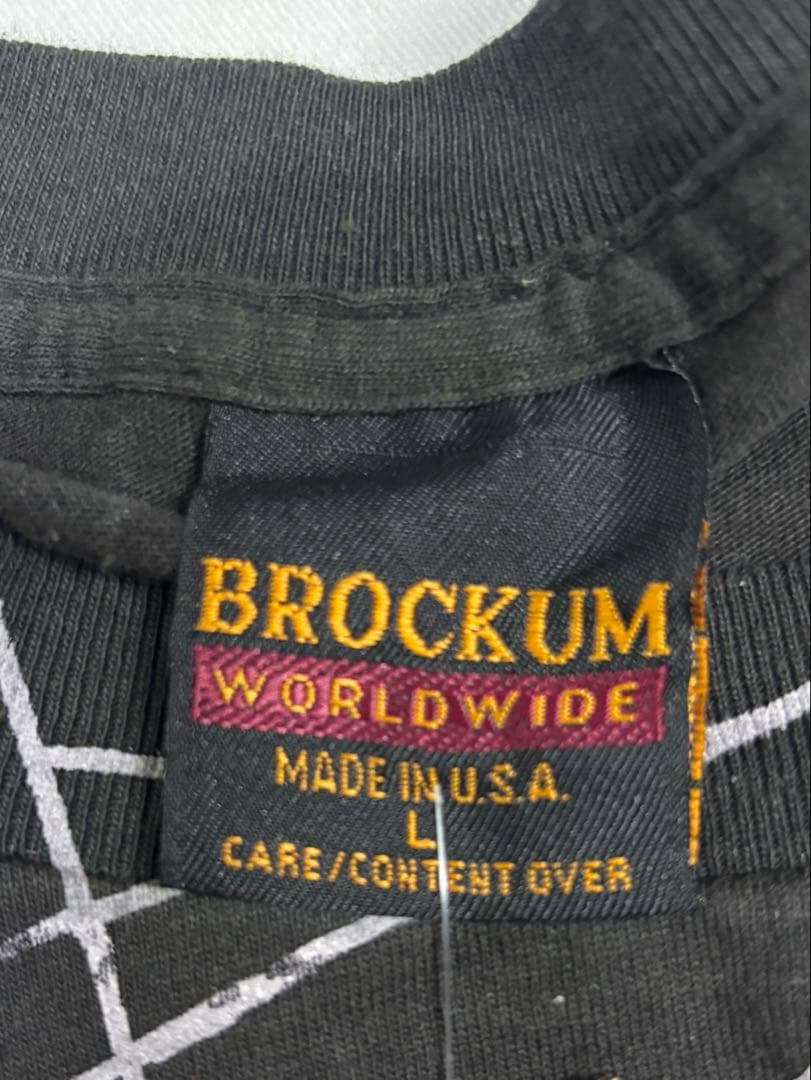 BROCKUM
WORLDWIDE
MADE IN U.S.A.
L
CARE/CONTENT OVER